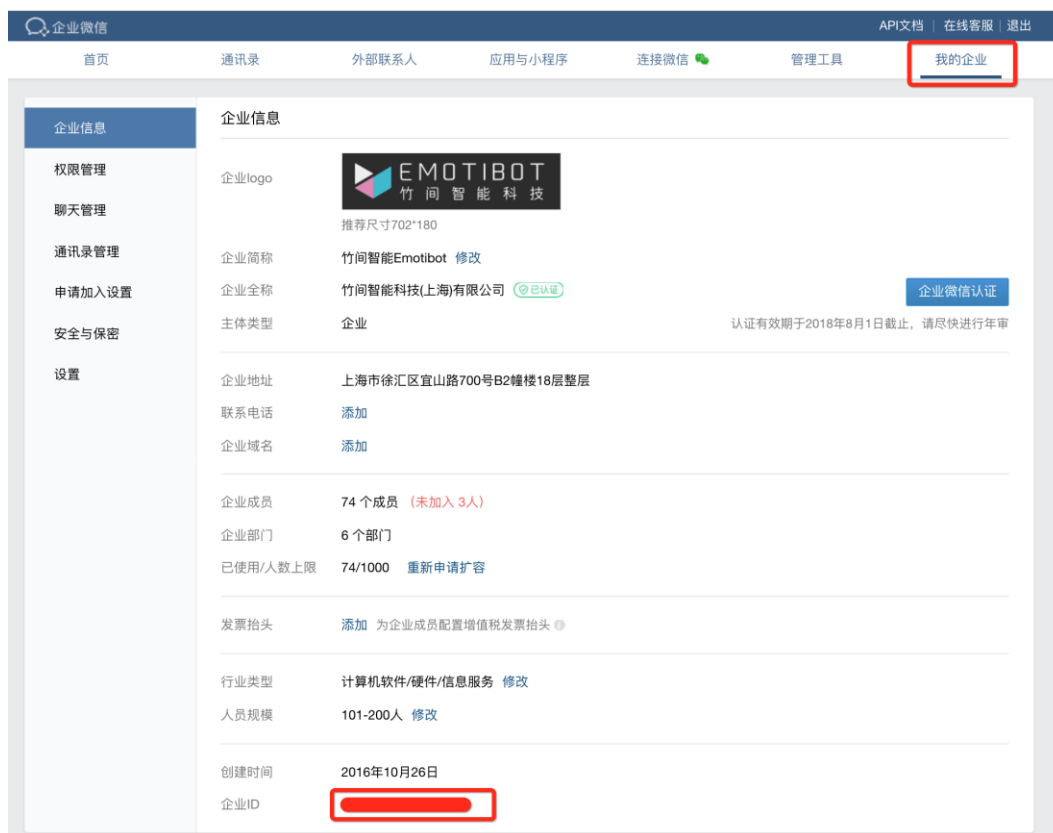 企业微信
API文档 | 在线客服 | 退出
首页 通讯录 外部联系人 应用与小程序 连接微信 管理工具 我的企业
企业信息
权限管理
聊天管理
通讯录管理
申请加入设置
安全与保密
设置
企业信息
企业logo
EMOTIBOT
竹间智能科技
推荐尺寸702*180
企业简称 竹间智能Emotibot 修改
企业全称 竹间智能科技(上海)有限公司 已认证 企业微信认证
主体类型 企业 认证有效期于2018年8月1日截止，请尽快进行年审
企业地址 上海市徐汇区宜山路700号B2幢楼18层整层
联系电话 添加
企业域名 添加
企业成员 74 个成员 （未加入 3人）
企业部门 6 个部门
已使用/人数上限 74/1000 重新申请扩容
发票抬头 添加 为企业成员配置增值税发票抬头
行业类型 计算机软件/硬件/信息服务 修改
人员规模 101-200人 修改
创建时间 2016年10月26日
企业ID